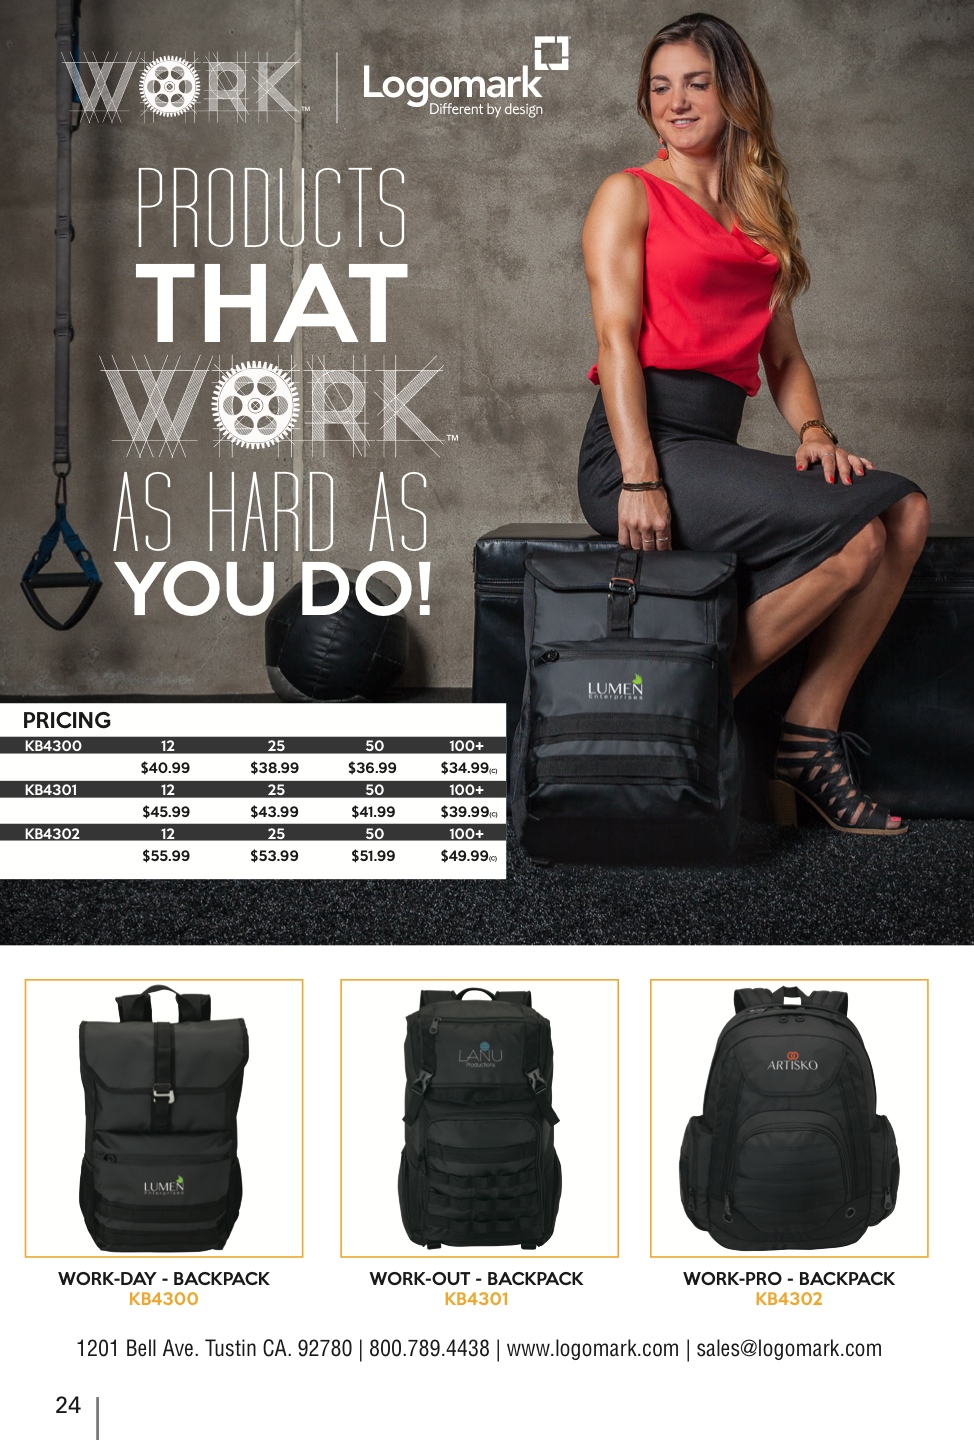 WORK™
Logomark
Different by design
PRODUCTS
THAT
WORK™
AS HARD AS
YOU DO!
LUMEN
Enterprises
PRICING
KB4300 12 25 50 100+
$40.99 $38.99 $36.99 $34.99(C)
KB4301 12 25 50 100+
$45.99 $43.99 $41.99 $39.99(C)
KB4302 12 25 50 100+
$55.99 $53.99 $51.99 $49.99(C)
LUMEN
Enterprises
LANU
Productions
ARTISKO
WORK-DAY - BACKPACK
KB4300
WORK-OUT - BACKPACK
KB4301
WORK-PRO - BACKPACK
KB4302
1201 Bell Ave. Tustin CA. 92780 | 800.789.4438 | www.logomark.com | sales@logomark.com
24